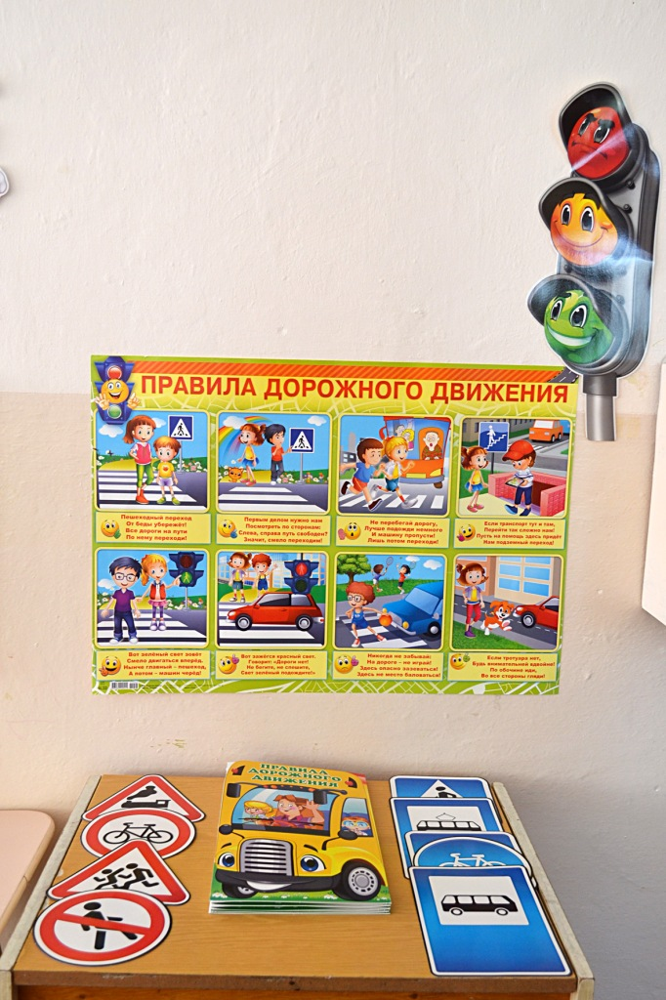 ПРАВИЛА ДОРОЖНОГО ДВИЖЕНИЯ
Пешеходный переход
От беды убережёт!
Все дороги на пути
По нему переходи!
Первым делом нужно нам
Посмотреть по сторонам:
Слева, справа путь свободен?
Значит, смело переходим!
Не перебегай дорогу,
Лучше подожди немного
И машину пропусти!
Лишь потом переходи!
Если транспорт тут и там,
Перейти так сложно нам!
Пусть на помощь здесь придёт
Нам подземный переход!
Вот зелёный свет зовёт
Смело двигаться вперёд.
Нынче главный – пешеход,
А потом – машин черёд!
Вот зажёгся красный свет,
Говорит: «Дороги нет!
Не бегите, не спешите,
Свет зелёный подождите!»
Никогда не забывай:
На дороге – не играй!
Здесь опасно зазеваться!
Здесь не место баловаться!
Если тротуара нет,
Будь внимательней вдвойне!
По обочине иди,
Во все стороны гляди!
ПРАВИЛА
ДОРОЖНОГО
ДВИЖЕНИЯ